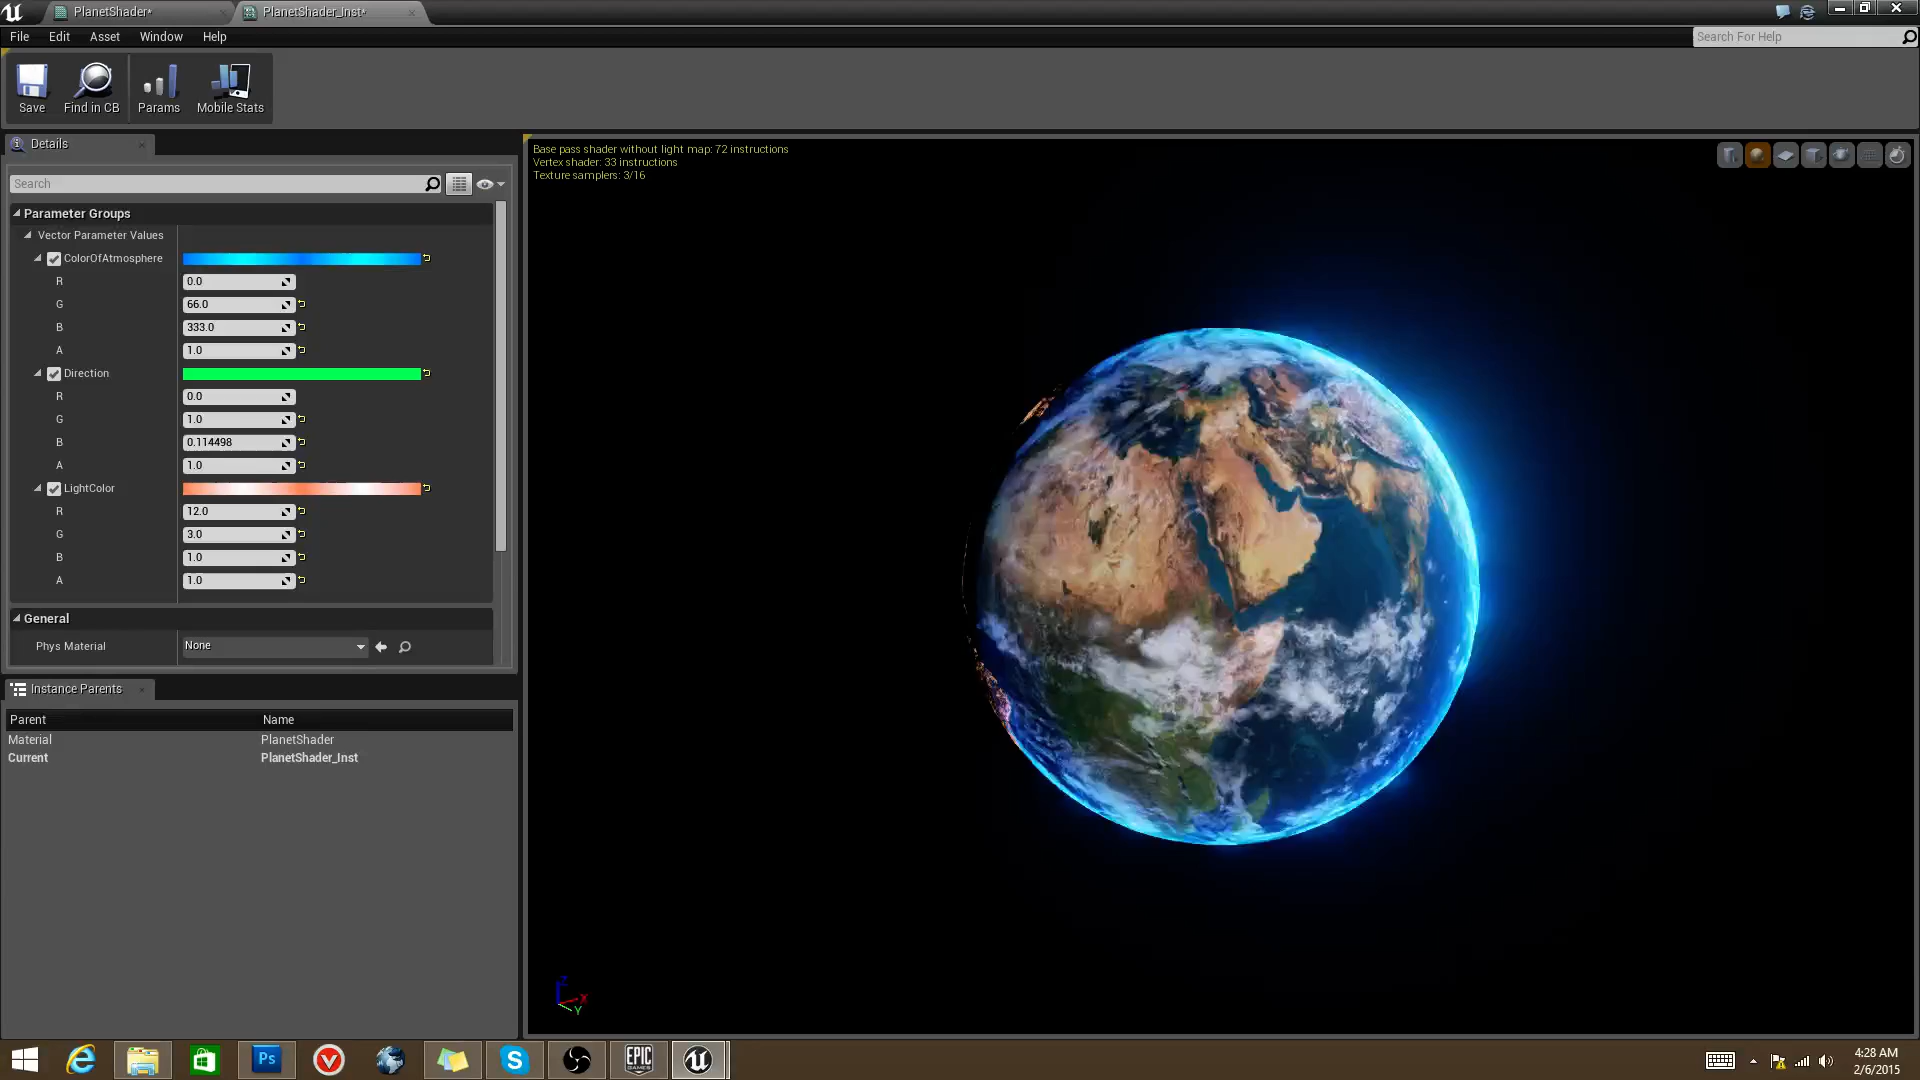 PlanetShader*
PlanetShader_Inst*
File Edit Asset Window Help
Search For Help
Save Find in CB Params Mobile Stats
Details
Search
Parameter Groups
Vector Parameter Values
ColorOfAtmosphere
R 0.0
G 66.0
B 333.0
A 1.0
Direction
R 0.0
G 1.0
B 0.114498
A 1.0
LightColor
R 12.0
G 3.0
B 1.0
A 1.0
General
Phys Material None
Instance Parents
Parent Name
Material PlanetShader
Current PlanetShader_Inst
Base pass shader without light map: 72 instructions
Vertex shader: 33 instructions
Texture samplers: 3/16
Z
X
Y
Ps
S
EPIC
GAMES
4:28 AM
2/6/2015